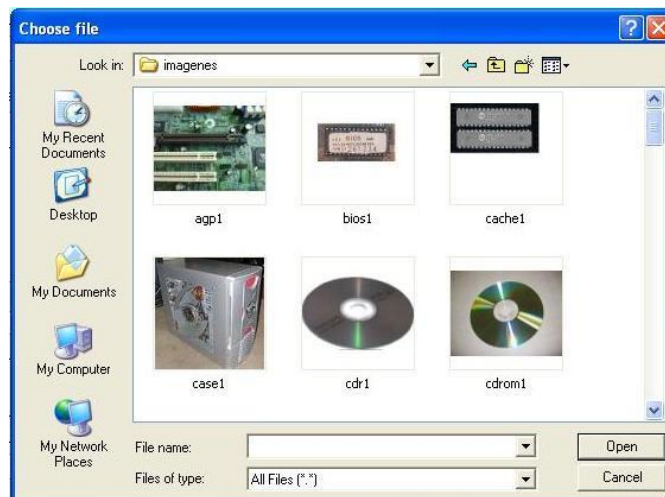 Choose file
Look in:
imagenes
My Recent
Documents
Desktop
My Documents
My Computer
My Network
Places
agp1
BIOS
bios1
cache1
case1
cdr1
cdrom1
File name:
Open
Files of type:
All Files (*.*)
Cancel